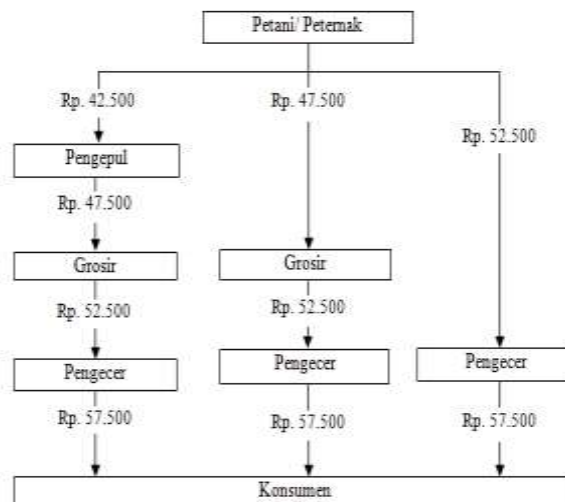 Petani/ Peternak
Rp. 42.500
Rp. 47.500
Rp. 52.500
Pengepul
Rp. 47.500
Grosir
Grosir
Rp. 52.500
Rp. 52.500
Pengecer
Pengecer
Pengecer
Rp. 57.500
Rp. 57.500
Rp. 57.500
Konsumen